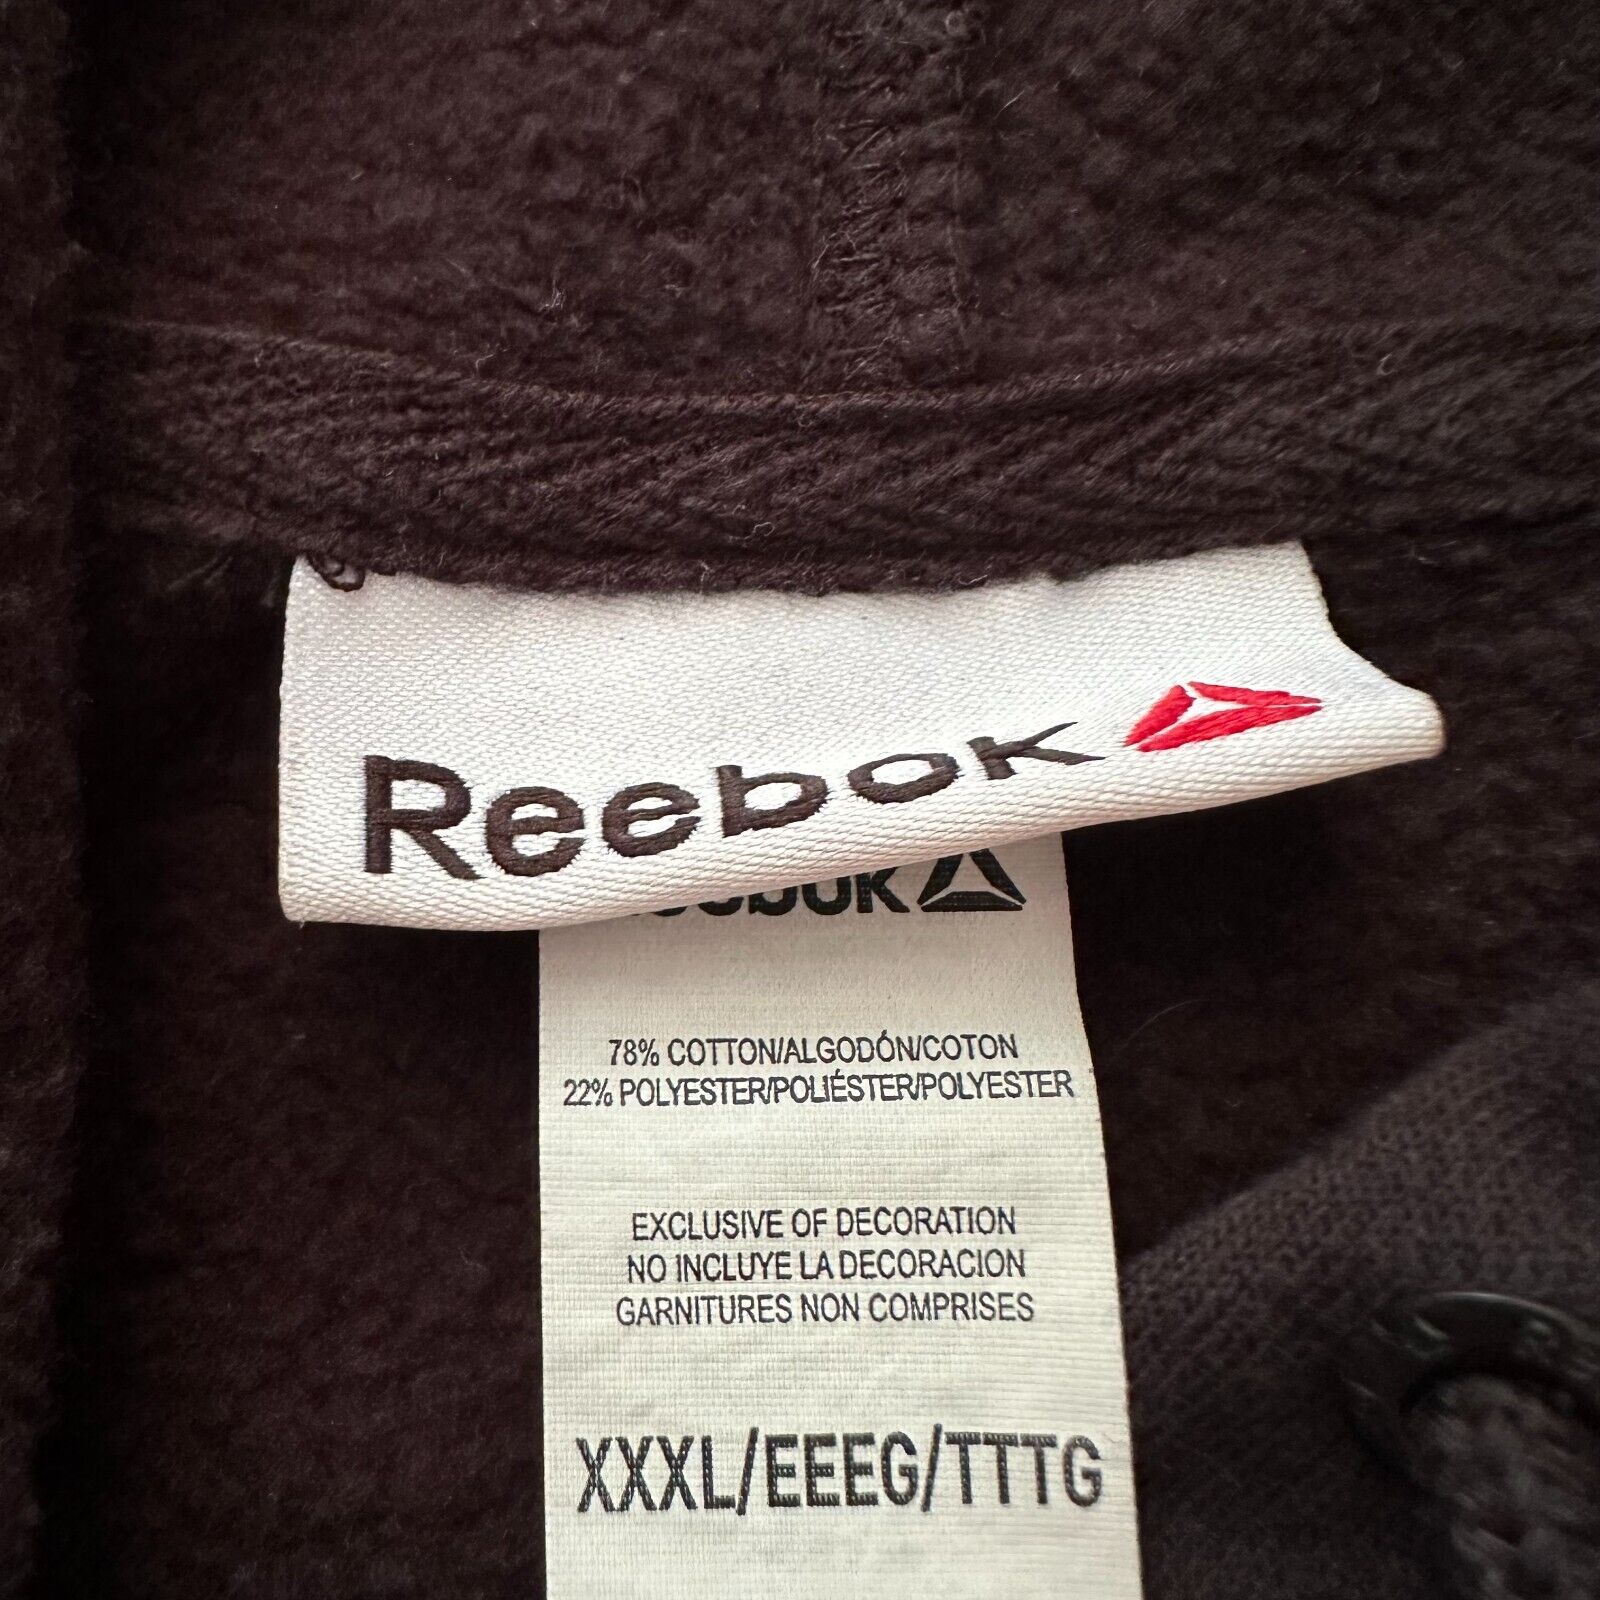 Reebok
78% COTTON/ALGODÓN/COTON
22% POLYESTER/POLIÉSTER/POLYESTER
EXCLUSIVE OF DECORATION
NO INCLUYE LA DECORACION
GARNITURES NON COMPRISES
XXXL/EEEG/TTTG